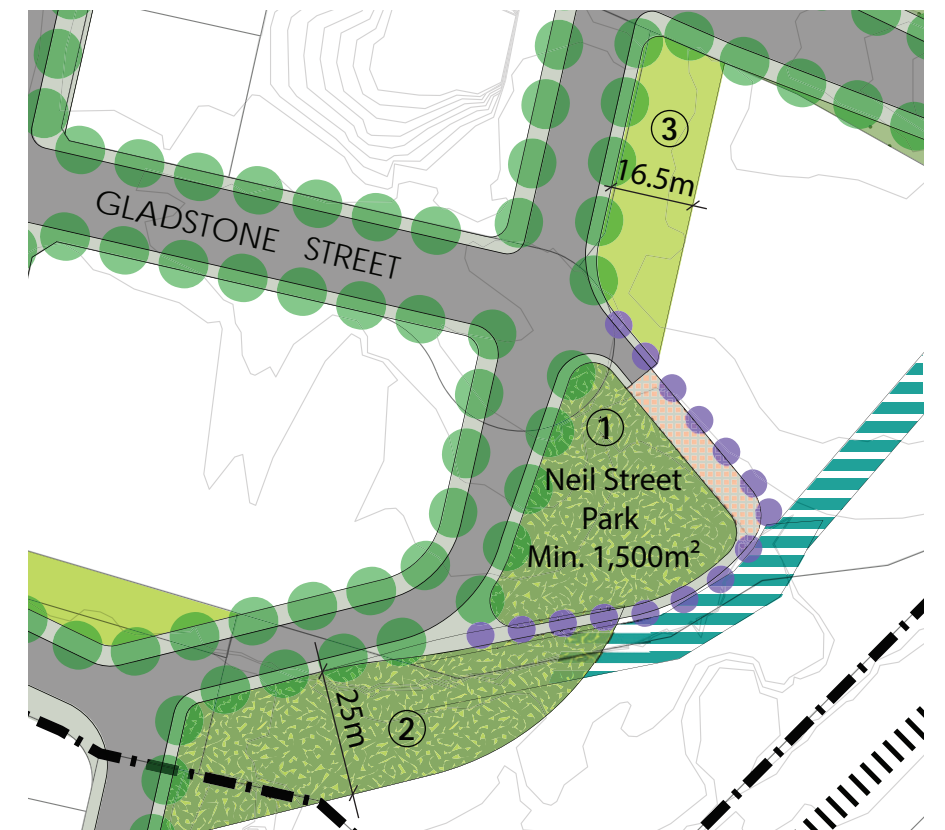 ③
16.5m
GLADSTONE STREET
①
Neil Street
Park
Min. 1,500m²
25m
②